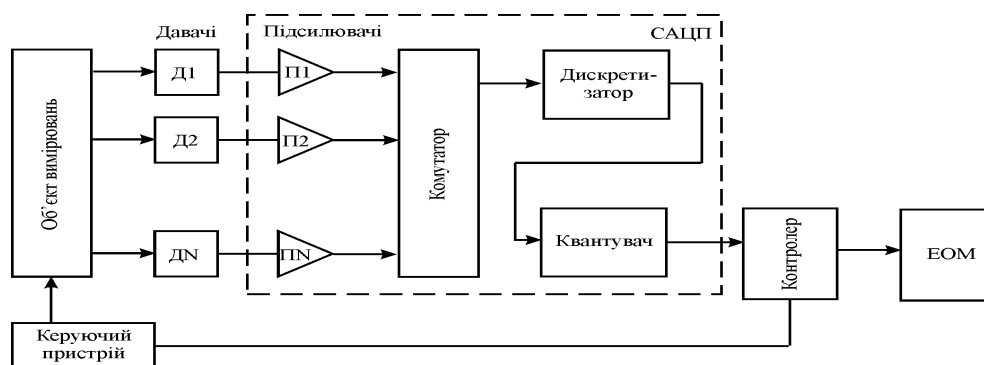 Давачі
Підсилювачі
САЦП
Об’єкт вимірювань
Д1
П1
Д2
П2
ДN
ПN
Комутатор
Дискрети-
затор
Квантувач
Контролер
ЕОМ
Керуючий
пристрій